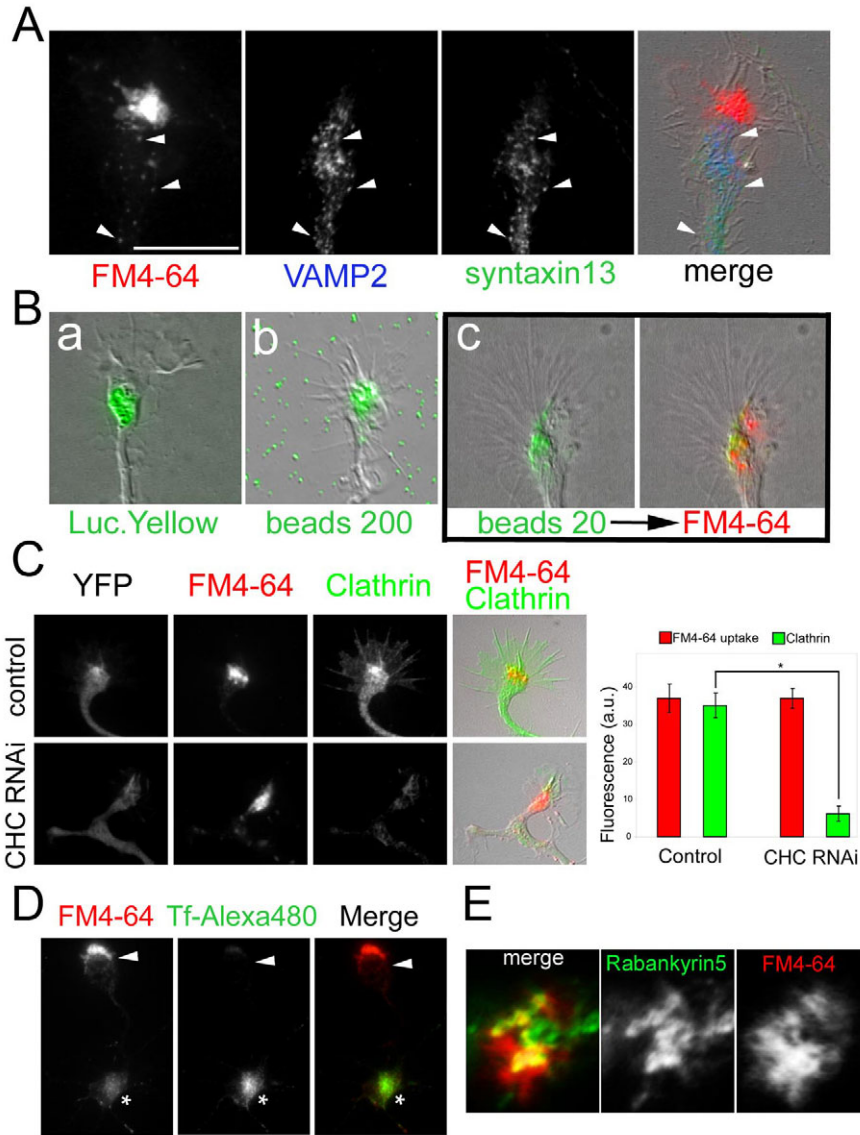 A
FM4-64 VAMP2 syntaxin13 merge
B
a b c
Luc.Yellow beads 200 beads 20 FM4-64
C
YFP FM4-64 Clathrin FM4-64
Clathrin
control
CHC RNAi
FM4-64 uptake Clathrin
*
Fluorescence (a.u.)
40
30
20
10
0
Control CHC RNAi
D
FM4-64 Tf-Alexa480 Merge
* * *
E
merge Rabankyrin5 FM4-64